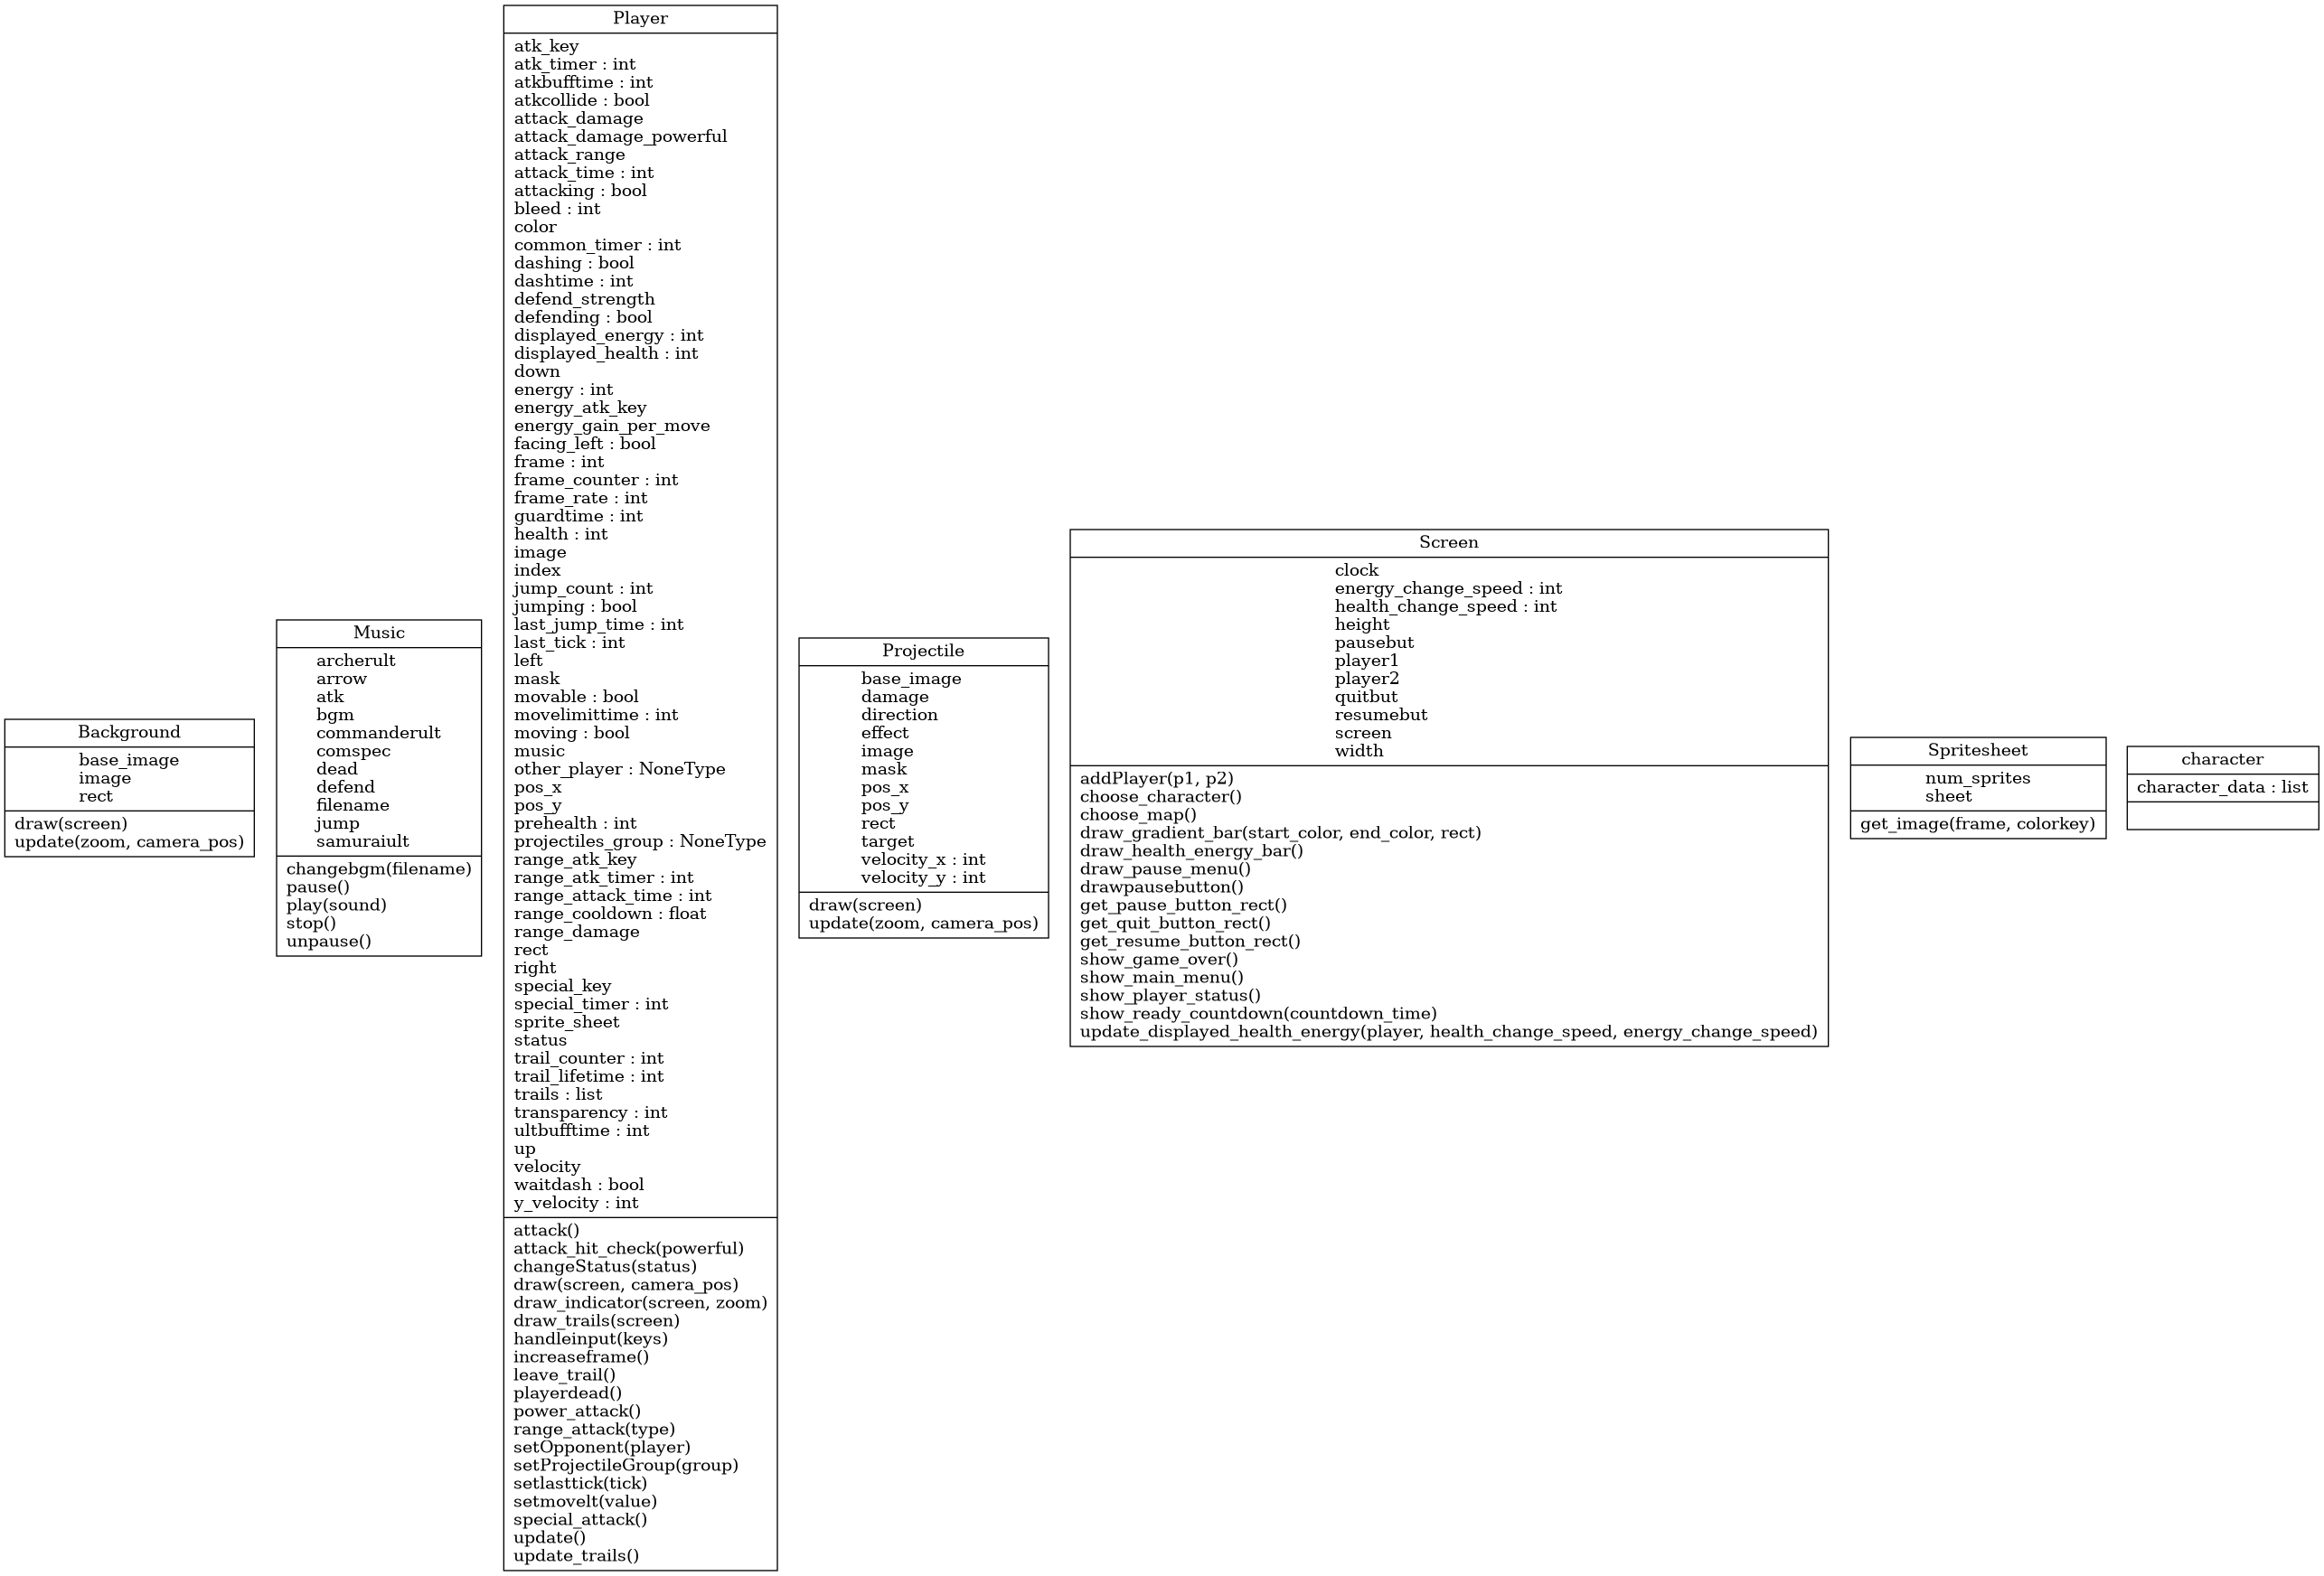 Background
base_image
image
rect
draw(screen)
update(zoom, camera_pos)
Music
archerult
arrow
atk
bgm
commanderult
comspec
dead
defend
filename
jump
samuraiult
changebgm(filename)
pause()
play(sound)
stop()
unpause()
Player
atk_key
atk_timer : int
atkbufftime : int
atkcollide : bool
attack_damage
attack_damage_powerful
attack_range
attack_time : int
attacking : bool
bleed : int
color
common_timer : int
dashing : bool
dashtime : int
defend_strength
defending : bool
displayed_energy : int
displayed_health : int
down
energy : int
energy_atk_key
energy_gain_per_move
facing_left : bool
frame : int
frame_counter : int
frame_rate : int
guardtime : int
health : int
image
index
jump_count : int
jumping : bool
last_jump_time : int
last_tick : int
left
mask
movable : bool
movelimittime : int
moving : bool
music
other_player : NoneType
pos_x
pos_y
prehealth : int
projectiles_group : NoneType
range_atk_key
range_atk_timer : int
range_attack_time : int
range_cooldown : float
range_damage
rect
right
special_key
special_timer : int
sprite_sheet
status
trail_counter : int
trail_lifetime : int
trails : list
transparency : int
ultbufftime : int
up
velocity
waitdash : bool
y_velocity : int
attack()
attack_hit_check(powerful)
changeStatus(status)
draw(screen, camera_pos)
draw_indicator(screen, zoom)
draw_trails(screen)
handleinput(keys)
increaseframe()
leave_trail()
playerdead()
power_attack()
range_attack(type)
setOpponent(player)
setProjectileGroup(group)
setlasttick(tick)
setmovelt(value)
special_attack()
update()
update_trails()
Projectile
base_image
damage
direction
effect
image
mask
pos_x
pos_y
rect
target
velocity_x : int
velocity_y : int
draw(screen)
update(zoom, camera_pos)
Screen
clock
energy_change_speed : int
health_change_speed : int
height
pausebut
player1
player2
quitbut
resumebut
screen
width
addPlayer(p1, p2)
choose_character()
choose_map()
draw_gradient_bar(start_color, end_color, rect)
draw_health_energy_bar()
draw_pause_menu()
drawpausebutton()
get_pause_button_rect()
get_quit_button_rect()
get_resume_button_rect()
show_game_over()
show_main_menu()
show_player_status()
show_ready_countdown(countdown_time)
update_displayed_health_energy(player, health_change_speed, energy_change_speed)
Spritesheet
num_sprites
sheet
get_image(frame, colorkey)
character
character_data : list